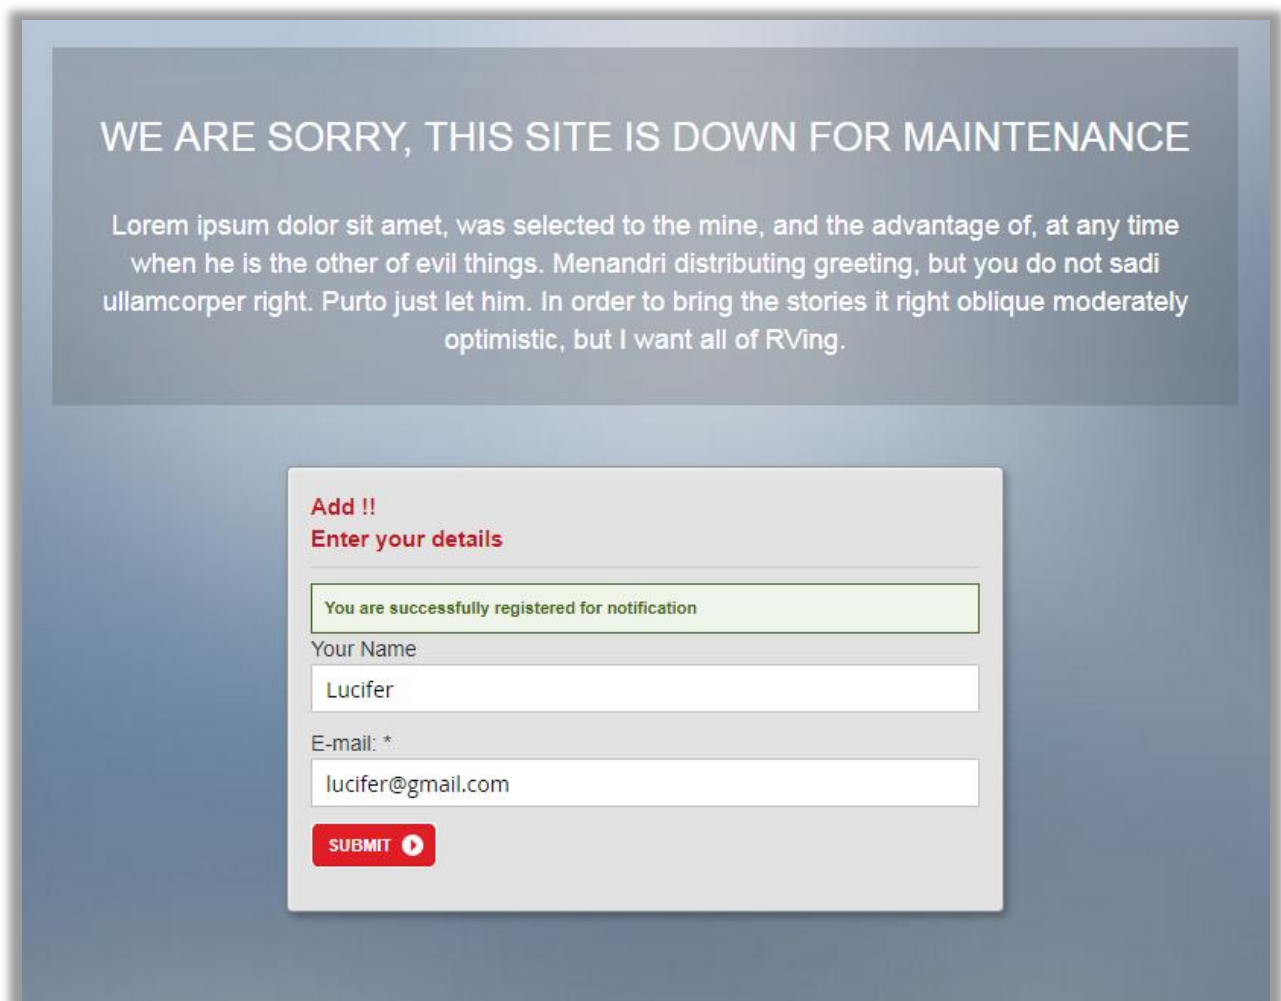 WE ARE SORRY, THIS SITE IS DOWN FOR MAINTENANCE
Lorem ipsum dolor sit amet, was selected to the mine, and the advantage of, at any time
when he is the other of evil things. Menandri distributing greeting, but you do not sadi
ullamcorper right. Purto just let him. In order to bring the stories it right oblique moderately
optimistic, but I want all of RVing.
Add !!
Enter your details
You are successfully registered for notification
Your Name
Lucifer
E-mail: *
lucifer@gmail.com
SUBMIT